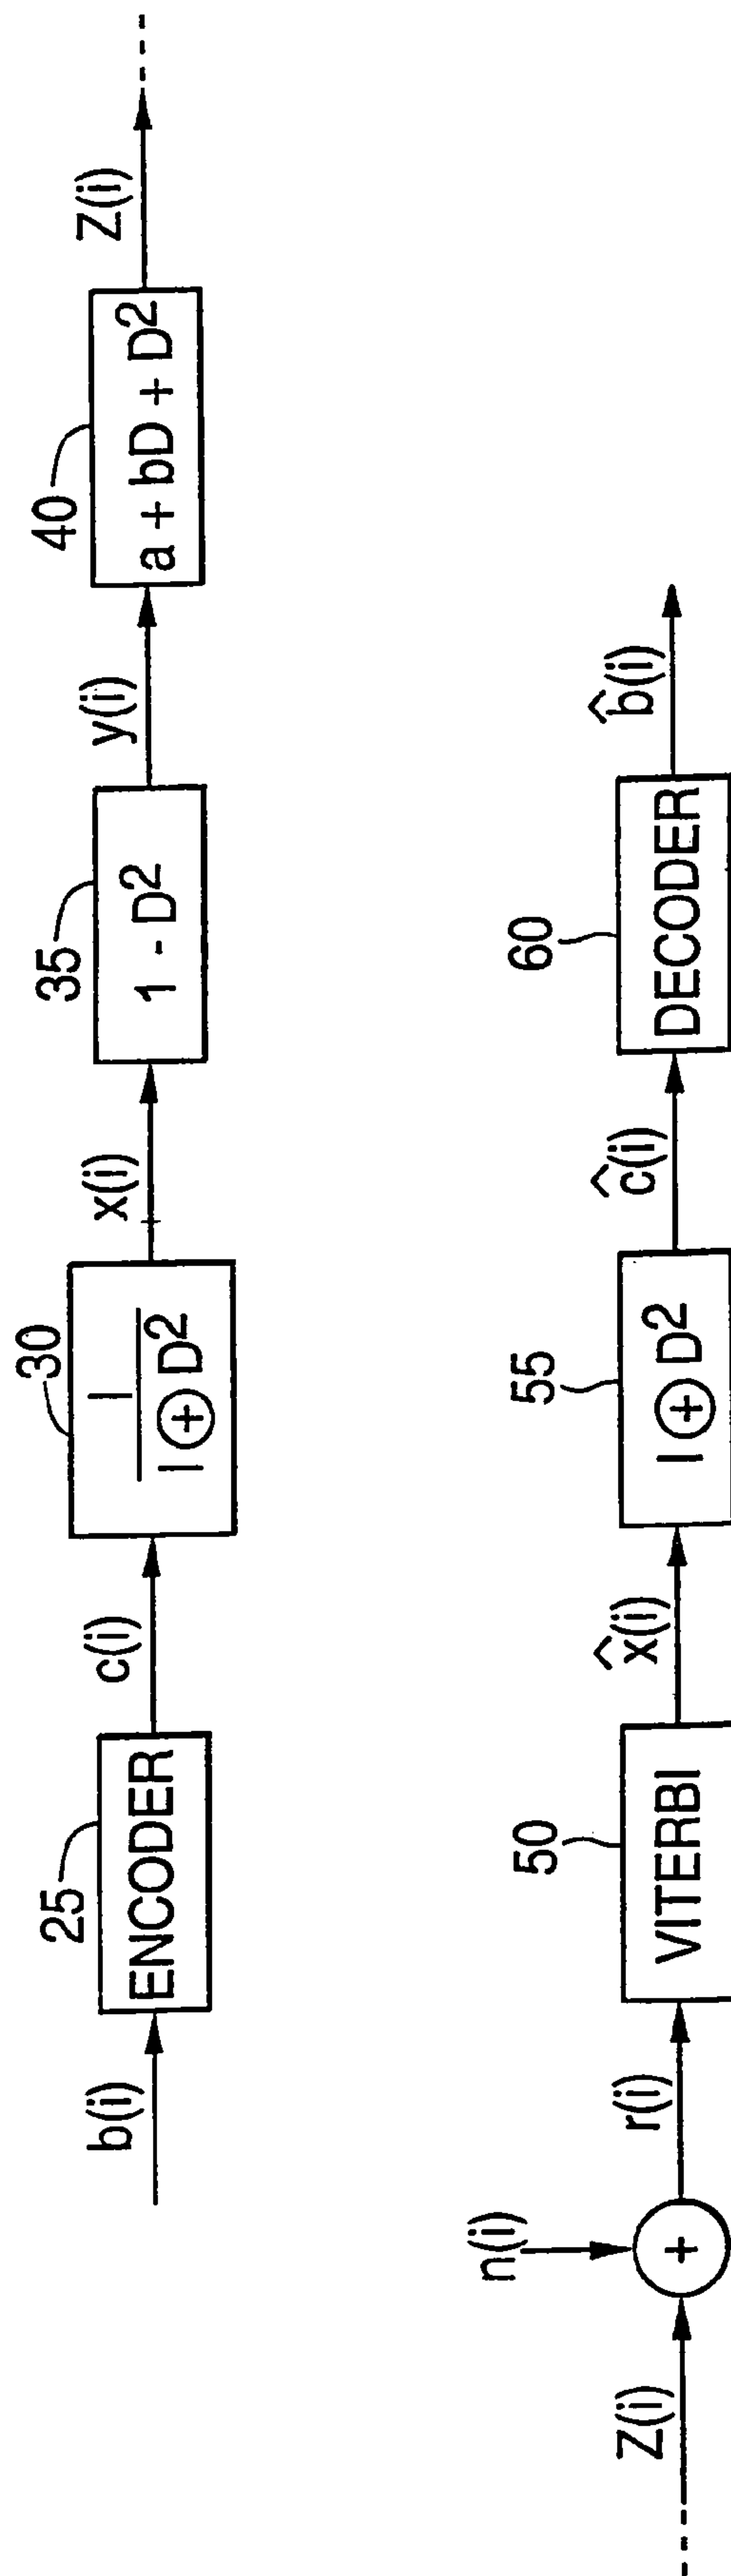 b(i)
25
ENCODER
c(i)
30
1
1 ⊕ D²
x(i)
35
1 - D²
y(i)
40
a + bD + D²
Z(i)
Z(i)
n(i)
+
r(i)
50
VITERBI
x̂(i)
55
1 ⊕ D²
ĉ(i)
60
DECODER
b̂(i)